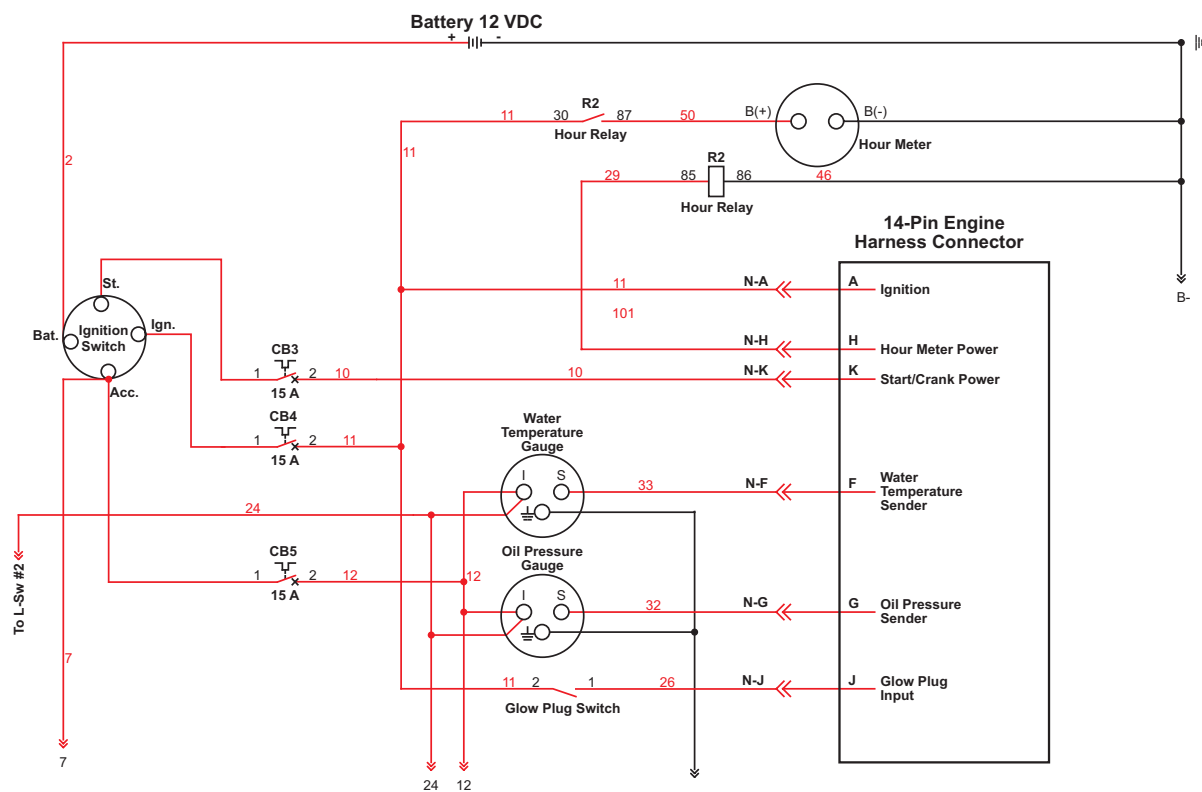 Battery 12 VDC
+ -
R2
11 30 87 50 B(+) B(-)
Hour Relay
Hour Meter
11
2
R2
29 85 86 46
Hour Relay
14-Pin Engine
Harness Connector
St.
11 N-A A Ignition
B-
101
Ign.
Bat.
Ignition
Switch
CB3
N-H H Hour Meter Power
1 2 10 10 N-K K Start/Crank Power
15 A
Acc.
CB4
Water
Temperature
Gauge
1 2 11
15 A
I S
33 N-F F Water
Temperature
Sender
24
CB5
Oil Pressure
Gauge
1 2 12 12
15 A
To L-Sw #2
I S
32 N-G G Oil Pressure
Sender
7
11 2 1 26 N-J J Glow Plug
Input
Glow Plug Switch
7
24 12